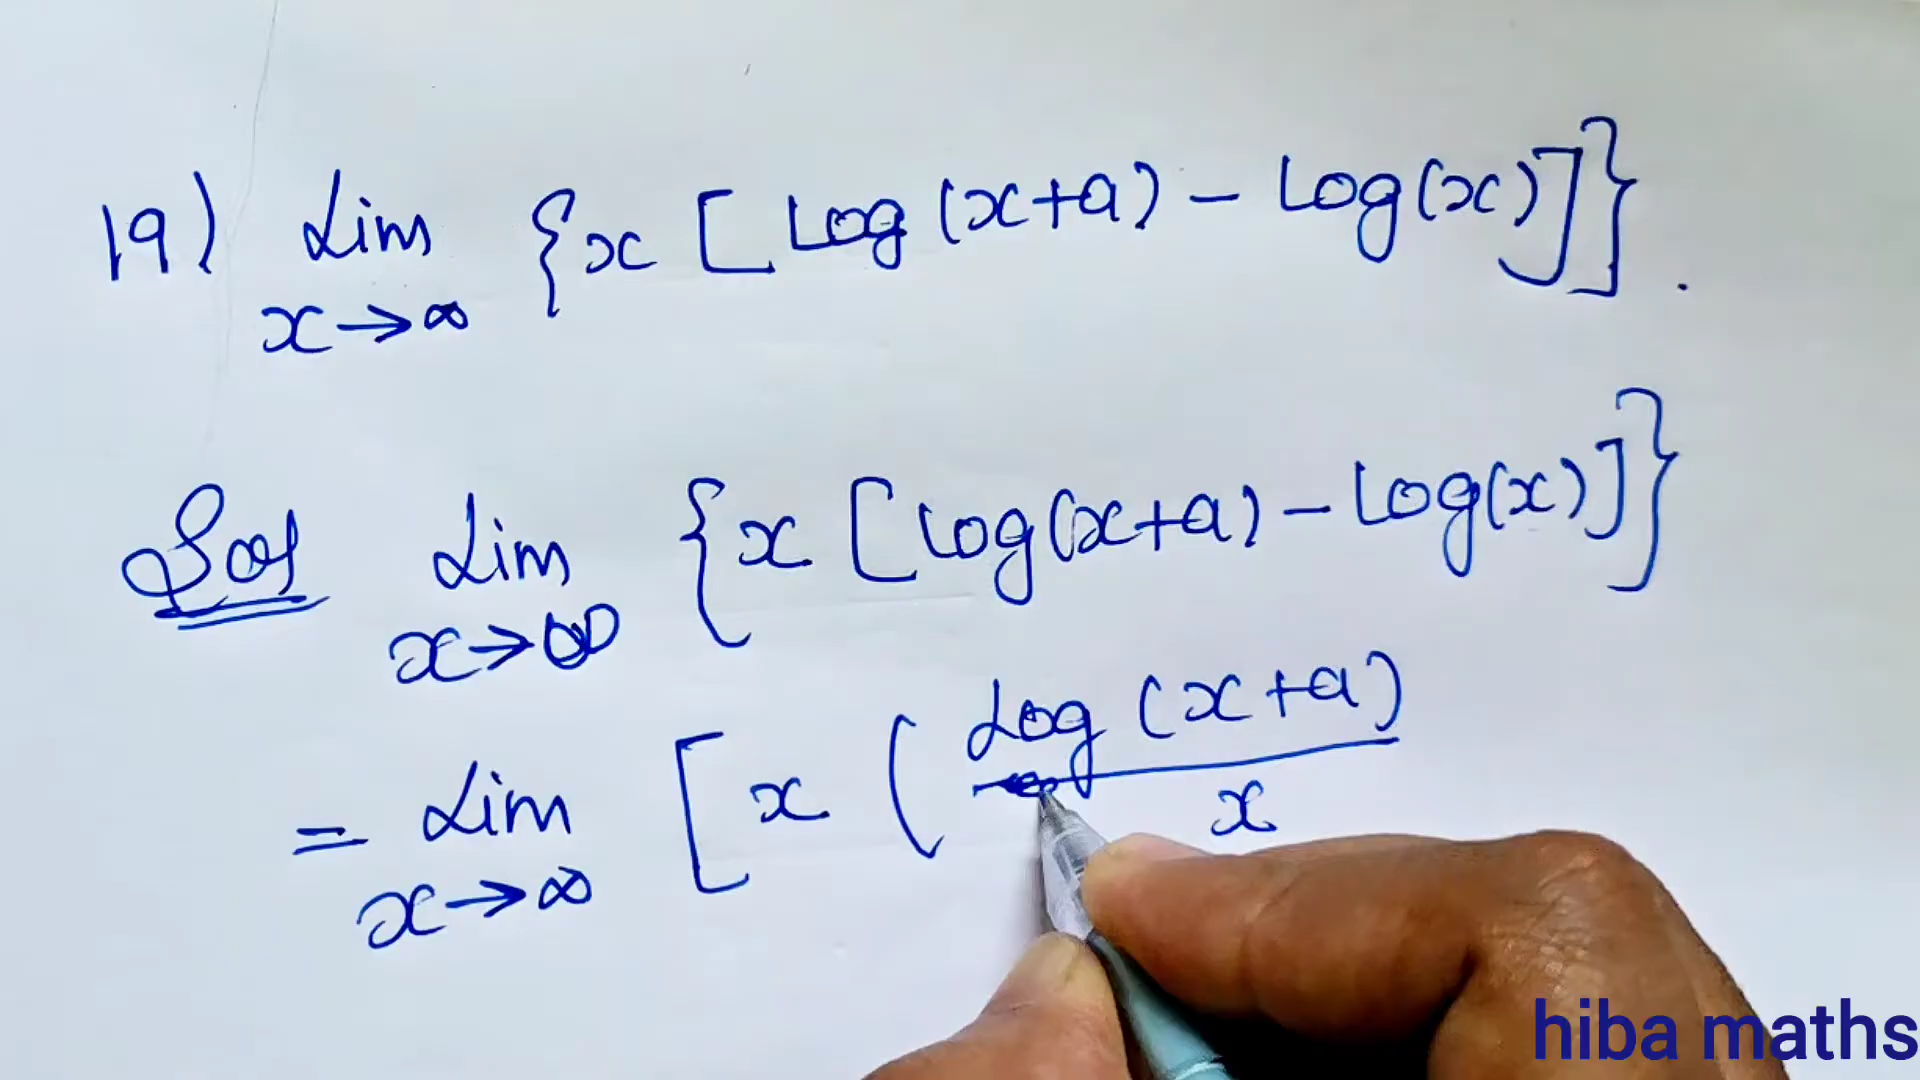 19) Lim {x [Log (x+a) - Log(x)]}.
x→∞
Sol Lim {x [Log(x+a) - Log(x)]}
x→∞
= Lim [x ( Log (x+a)
x→∞ x
hiba maths